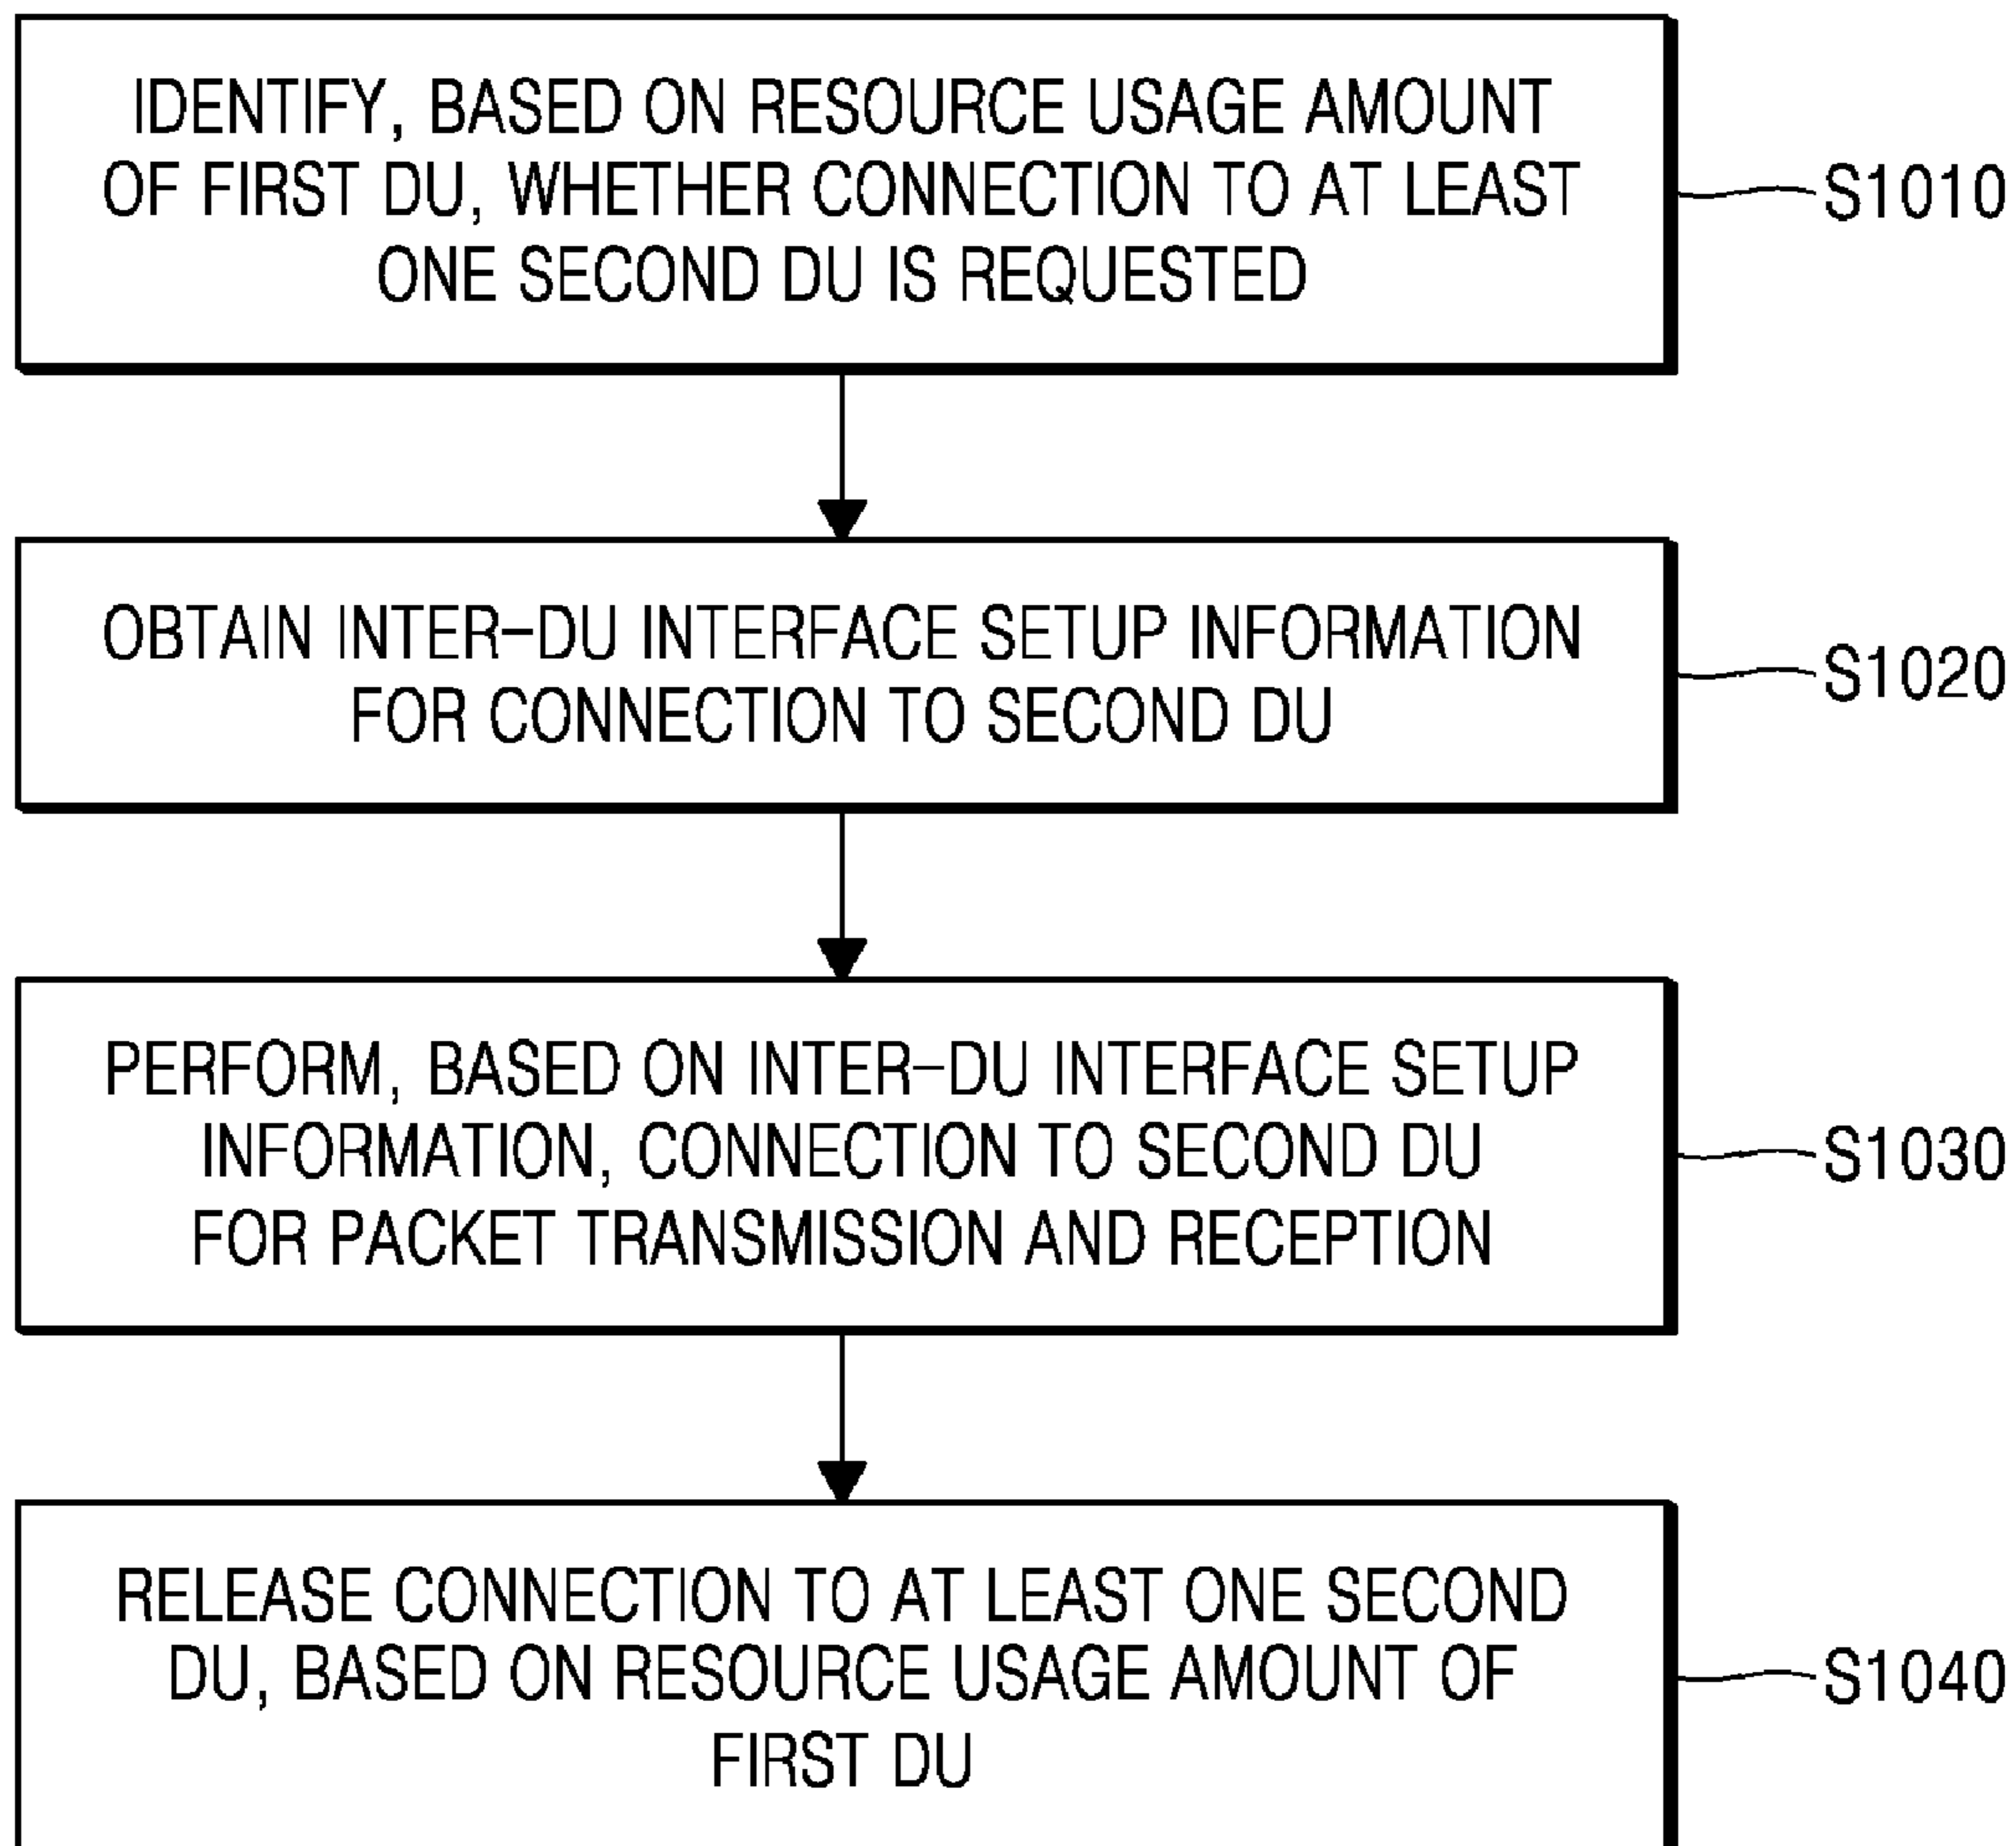 IDENTIFY, BASED ON RESOURCE USAGE AMOUNT
OF FIRST DU, WHETHER CONNECTION TO AT LEAST
ONE SECOND DU IS REQUESTED
S1010
OBTAIN INTER-DU INTERFACE SETUP INFORMATION
FOR CONNECTION TO SECOND DU
S1020
PERFORM, BASED ON INTER-DU INTERFACE SETUP
INFORMATION, CONNECTION TO SECOND DU
FOR PACKET TRANSMISSION AND RECEPTION
S1030
RELEASE CONNECTION TO AT LEAST ONE SECOND
DU, BASED ON RESOURCE USAGE AMOUNT OF
FIRST DU
S1040